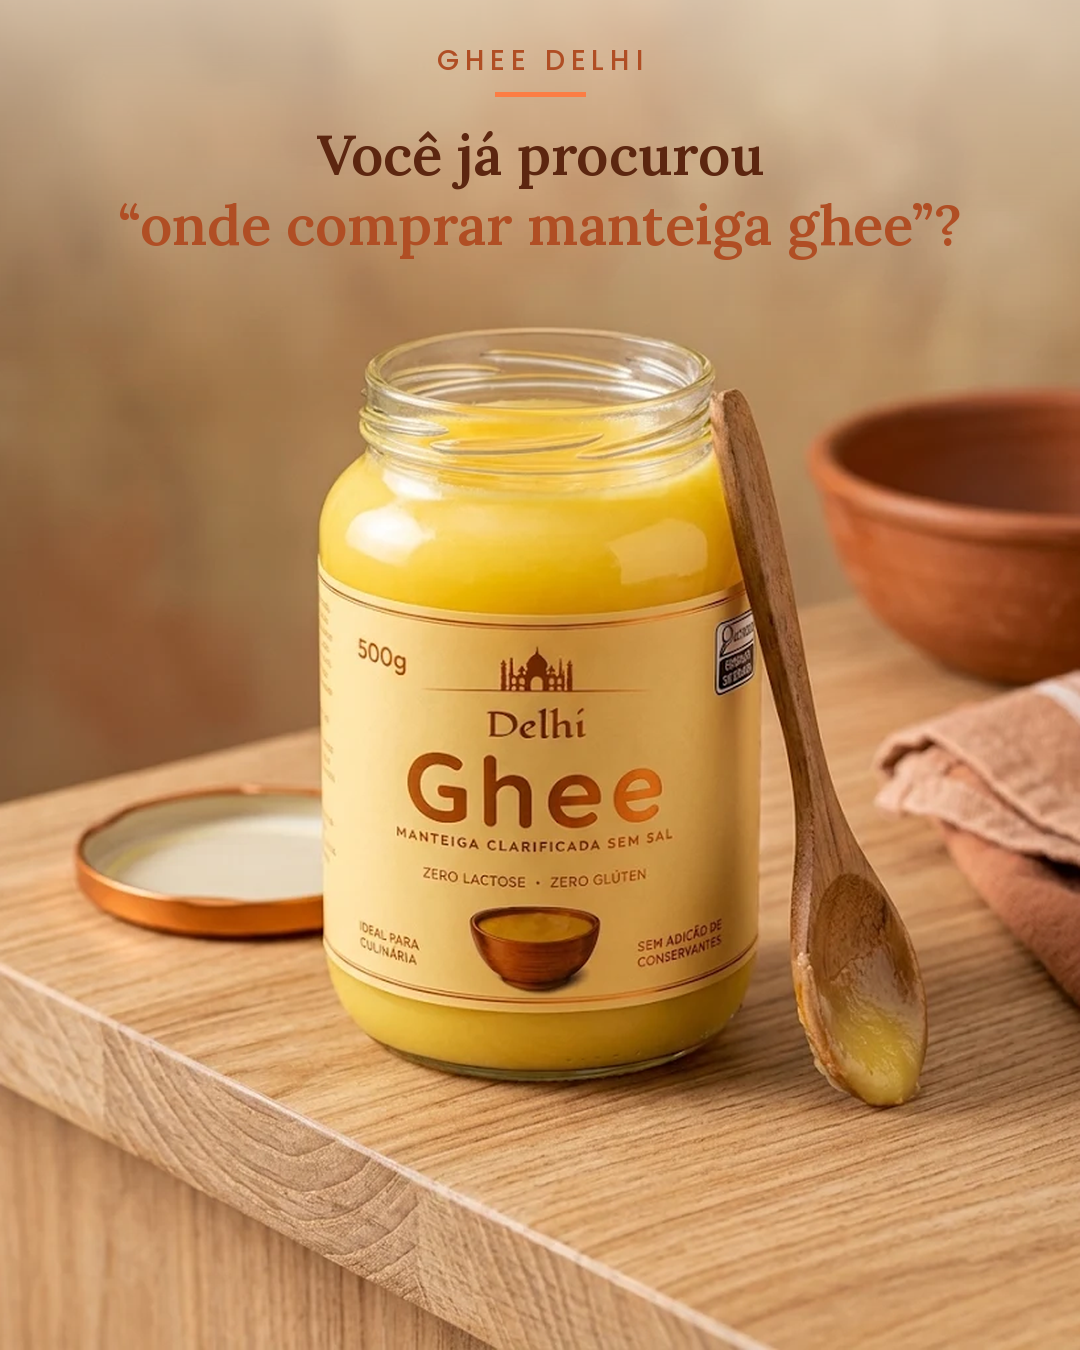 GHEE DELHI
Você já procurou
“onde comprar manteiga ghee”?
500g
Delhi
Ghee
MANTEIGA CLARIFICADA SEM SAL
ZERO LACTOSE • ZERO GLÚTEN
IDEAL PARA
CULINÁRIA
SEM ADIÇÃO DE
CONSERVANTES